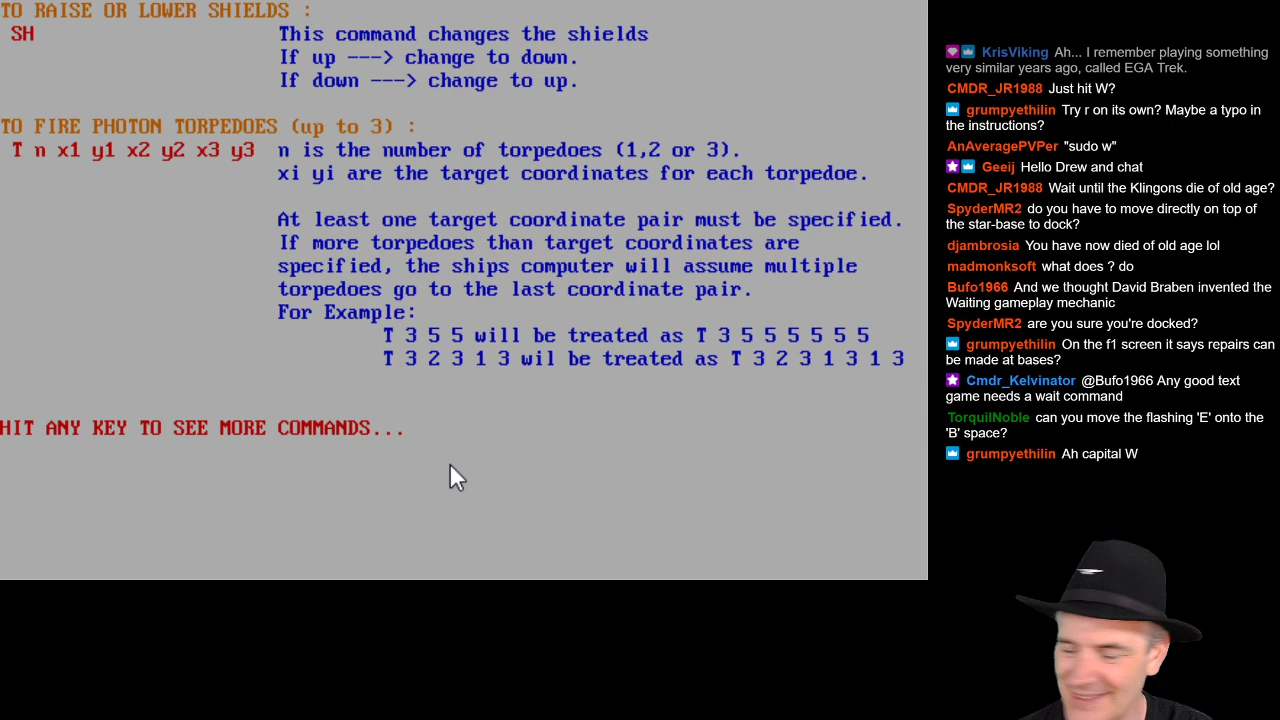 TO RAISE OR LOWER SHIELDS :
SH This command changes the shields
If up ---> change to down.
If down ---> change to up.
TO FIRE PHOTON TORPEDOES (up to 3) :
T n x1 y1 x2 y2 x3 y3 n is the number of torpedoes (1,2 or 3).
xi yi are the target coordinates for each torpedoe.
At least one target coordinate pair must be specified.
If more torpedoes than target coordinates are
specified, the ships computer will assume multiple
torpedoes go to the last coordinate pair.
For Example:
T 3 5 5 will be treated as T 3 5 5 5 5 5 5
T 3 2 3 1 3 wil be treated as T 3 2 3 1 3 1 3
HIT ANY KEY TO SEE MORE COMMANDS...
KrisViking Ah... I remember playing something
very similar years ago, called EGA Trek.
CMDR_JR1988 Just hit W?
grumpyethilin Try r on its own? Maybe a typo in
the instructions?
AnAveragePVPer "sudo w"
Geeij Hello Drew and chat
CMDR_JR1988 Wait until the Klingons die of old age?
SpyderMR2 do you have to move directly on top of
the star-base to dock?
djambrosia You have now died of old age lol
madmonksoft what does ? do
Bufo1966 And we thought David Braben invented the
Waiting gameplay mechanic
SpyderMR2 are you sure you're docked?
grumpyethilin On the f1 screen it says repairs can
be made at bases?
Cmdr_Kelvinator @Bufo1966 Any good text
game needs a wait command
TorquilNoble can you move the flashing 'E' onto the
'B' space?
grumpyethilin Ah capital W